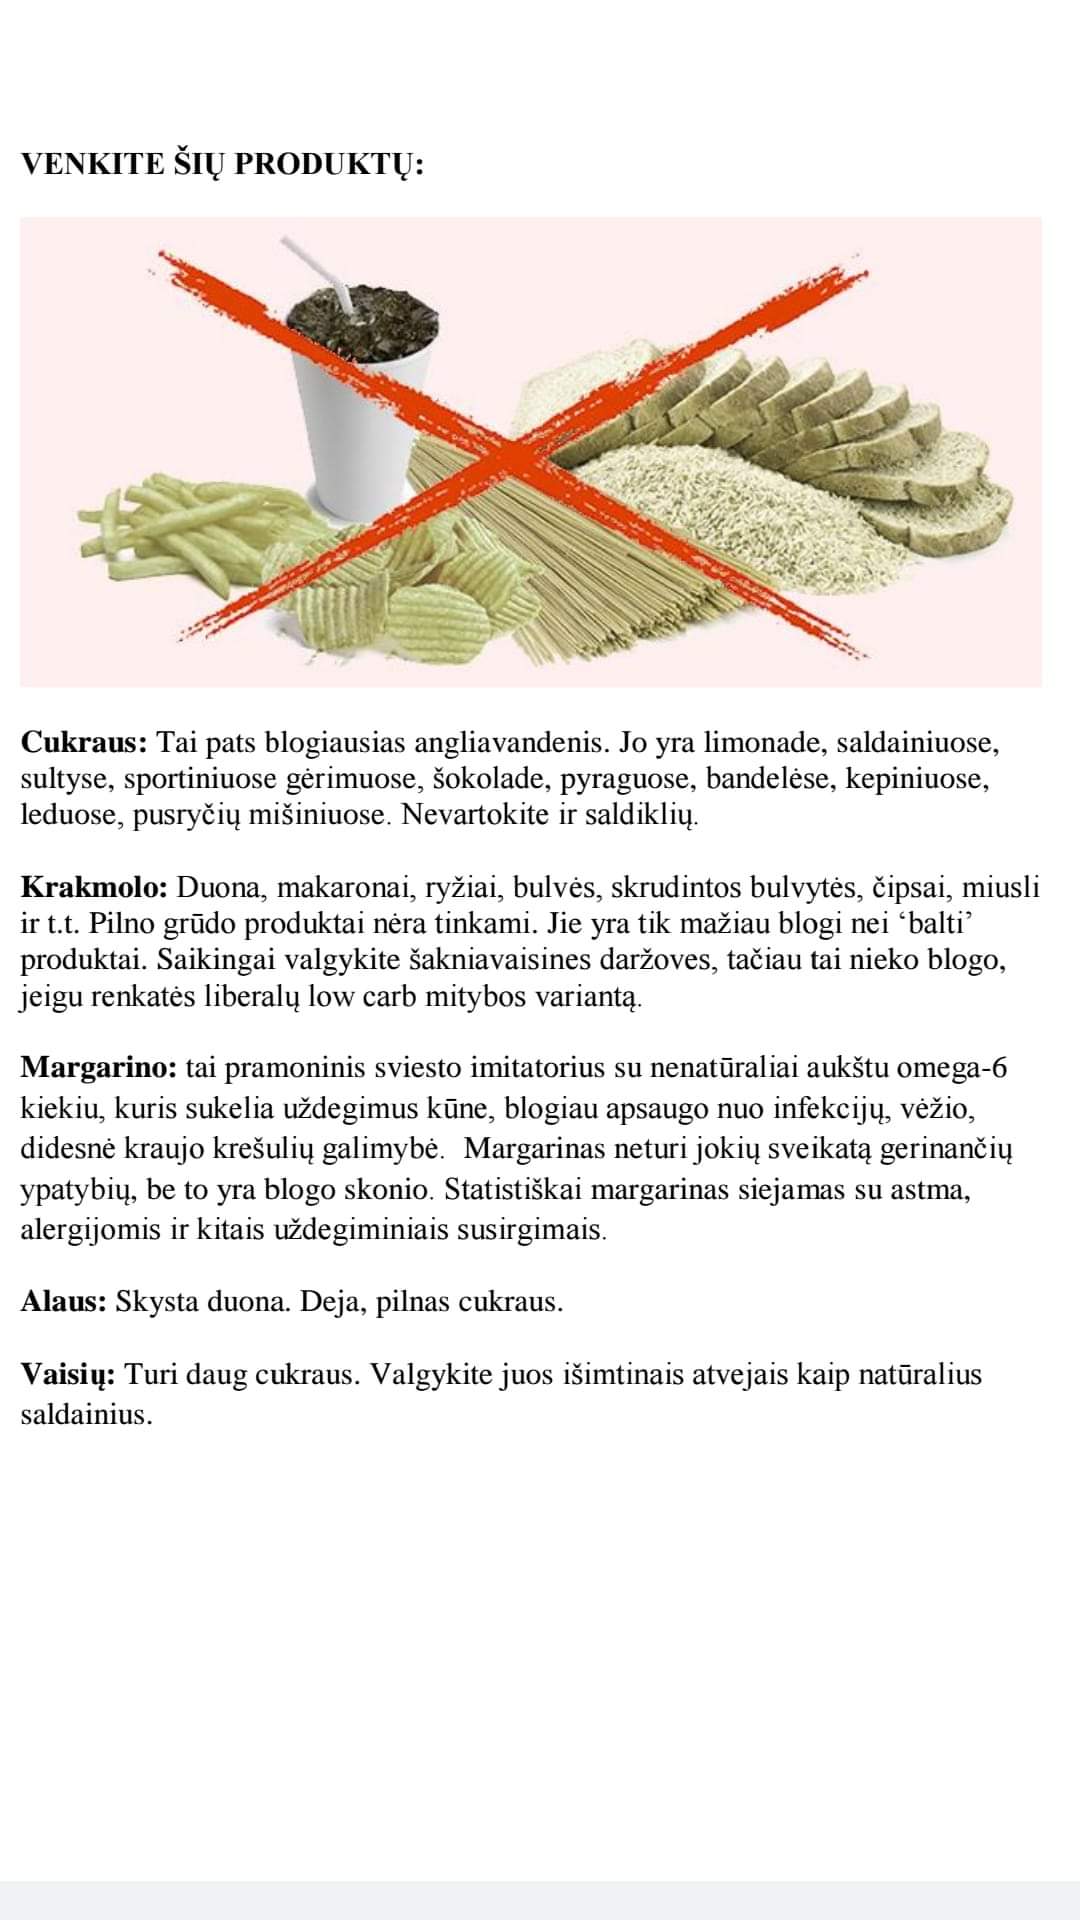 VENKITE ŠIŲ PRODUKTŲ:
Cukraus: Tai pats blogiausias angliavandenis. Jo yra limonade, saldainiuose,
sultyse, sportiniuose gėrimuose, šokolade, pyraguose, bandelėse, kepiniuose,
leduose, pusryčių mišiniuose. Nevartokite ir saldiklių.
Krakmolo: Duona, makaronai, ryžiai, bulvės, skrudintos bulvytės, čipsai, miusli
ir t.t. Pilno grūdo produktai nėra tinkami. Jie yra tik mažiau blogi nei ‘balti’
produktai. Saikingai valgykite šakniavaisines daržoves, tačiau tai nieko blogo,
jeigu renkatės liberalų low carb mitybos variantą.
Margarino: tai pramoninis sviesto imitatorius su nenatūraliai aukštu omega-6
kiekiu, kuris sukelia uždegimus kūne, blogiau apsaugo nuo infekcijų, vėžio,
didesnė kraujo krešulių galimybė.  Margarinas neturi jokių sveikatą gerinančių
ypatybių, be to yra blogo skonio. Statistiškai margarinas siejamas su astma,
alergijomis ir kitais uždegiminiais susirgimais.
Alaus: Skysta duona. Deja, pilnas cukraus.
Vaisių: Turi daug cukraus. Valgykite juos išimtinais atvejais kaip natūralius
saldainius.